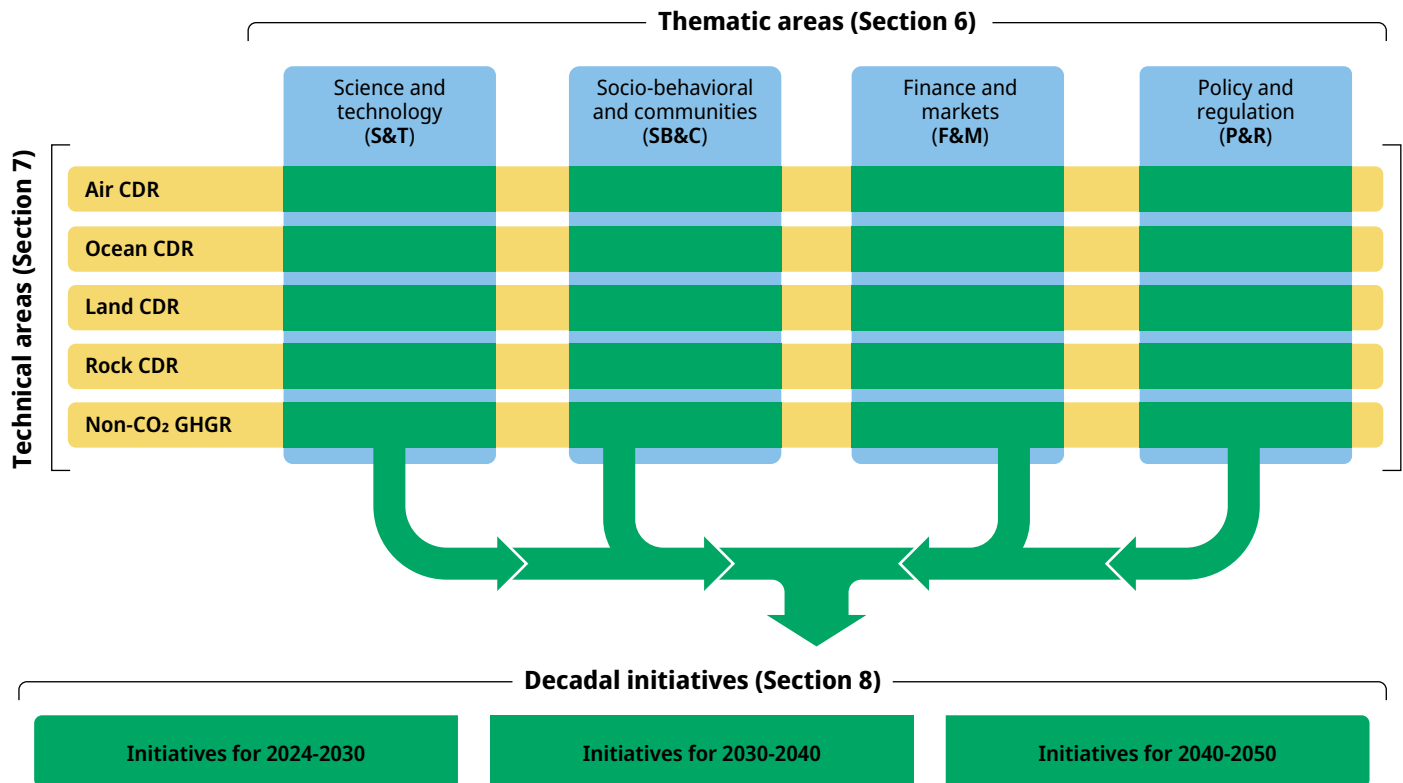 Thematic areas (Section 6)
Science and
technology
(S&T)
Socio-behavioral
and communities
(SB&C)
Finance and
markets
(F&M)
Policy and
regulation
(P&R)
Technical areas (Section 7)
Air CDR
Ocean CDR
Land CDR
Rock CDR
Non-CO₂ GHGR
Decadal initiatives (Section 8)
Initiatives for 2024-2030
Initiatives for 2030-2040
Initiatives for 2040-2050